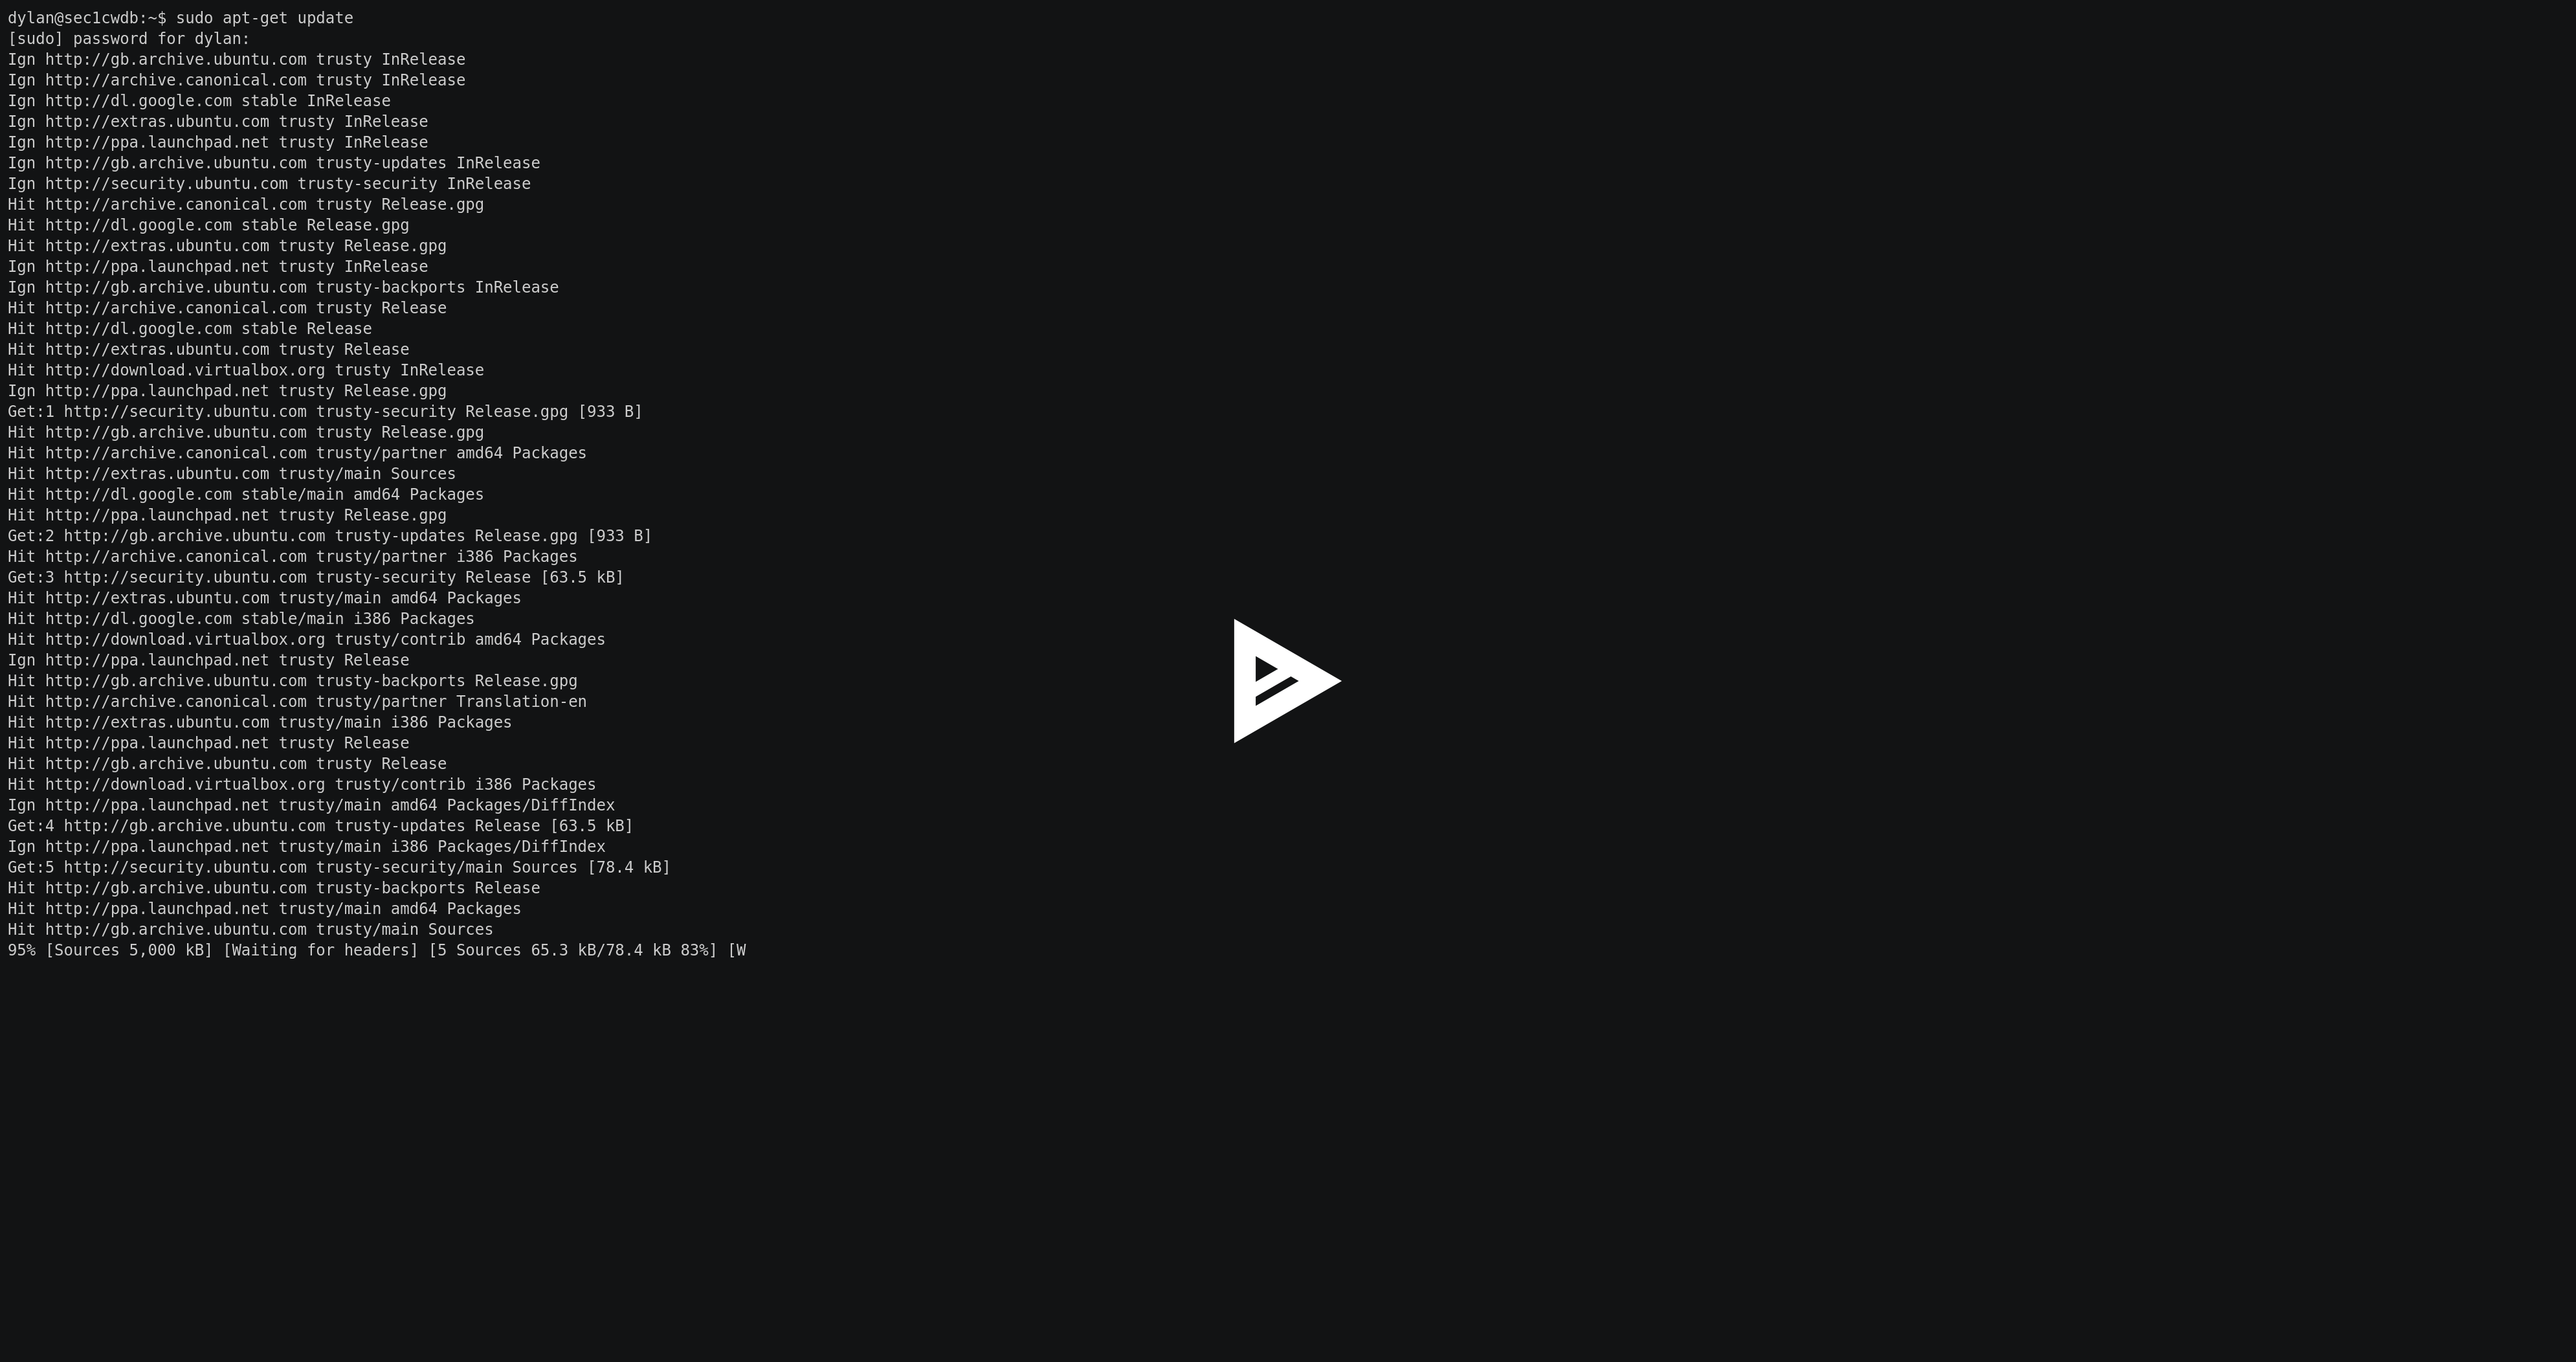 dylan@sec1cwdb:~$ sudo apt-get update
[sudo] password for dylan:
Ign http://gb.archive.ubuntu.com trusty InRelease
Ign http://archive.canonical.com trusty InRelease
Ign http://dl.google.com stable InRelease
Ign http://extras.ubuntu.com trusty InRelease
Ign http://ppa.launchpad.net trusty InRelease
Ign http://gb.archive.ubuntu.com trusty-updates InRelease
Ign http://security.ubuntu.com trusty-security InRelease
Hit http://archive.canonical.com trusty Release.gpg
Hit http://dl.google.com stable Release.gpg
Hit http://extras.ubuntu.com trusty Release.gpg
Ign http://ppa.launchpad.net trusty InRelease
Ign http://gb.archive.ubuntu.com trusty-backports InRelease
Hit http://archive.canonical.com trusty Release
Hit http://dl.google.com stable Release
Hit http://extras.ubuntu.com trusty Release
Hit http://download.virtualbox.org trusty InRelease
Ign http://ppa.launchpad.net trusty Release.gpg
Get:1 http://security.ubuntu.com trusty-security Release.gpg [933 B]
Hit http://gb.archive.ubuntu.com trusty Release.gpg
Hit http://archive.canonical.com trusty/partner amd64 Packages
Hit http://extras.ubuntu.com trusty/main Sources
Hit http://dl.google.com stable/main amd64 Packages
Hit http://ppa.launchpad.net trusty Release.gpg
Get:2 http://gb.archive.ubuntu.com trusty-updates Release.gpg [933 B]
Hit http://archive.canonical.com trusty/partner i386 Packages
Get:3 http://security.ubuntu.com trusty-security Release [63.5 kB]
Hit http://extras.ubuntu.com trusty/main amd64 Packages
Hit http://dl.google.com stable/main i386 Packages
Hit http://download.virtualbox.org trusty/contrib amd64 Packages
Ign http://ppa.launchpad.net trusty Release
Hit http://gb.archive.ubuntu.com trusty-backports Release.gpg
Hit http://archive.canonical.com trusty/partner Translation-en
Hit http://extras.ubuntu.com trusty/main i386 Packages
Hit http://ppa.launchpad.net trusty Release
Hit http://gb.archive.ubuntu.com trusty Release
Hit http://download.virtualbox.org trusty/contrib i386 Packages
Ign http://ppa.launchpad.net trusty/main amd64 Packages/DiffIndex
Get:4 http://gb.archive.ubuntu.com trusty-updates Release [63.5 kB]
Ign http://ppa.launchpad.net trusty/main i386 Packages/DiffIndex
Get:5 http://security.ubuntu.com trusty-security/main Sources [78.4 kB]
Hit http://gb.archive.ubuntu.com trusty-backports Release
Hit http://ppa.launchpad.net trusty/main amd64 Packages
Hit http://gb.archive.ubuntu.com trusty/main Sources
95% [Sources 5,000 kB] [Waiting for headers] [5 Sources 65.3 kB/78.4 kB 83%] [W